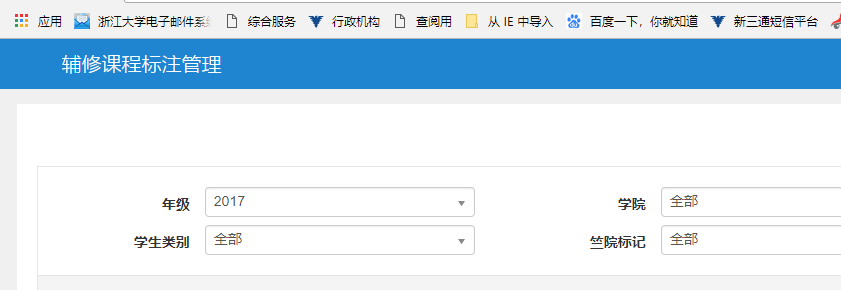 应用 浙江大学电子邮件系统 综合服务 行政机构 查阅用 从 IE 中导入 百度一下，你就知道 新三通短信平台
辅修课程标注管理
年级 2017 学院 全部
学生类别 全部 竺院标记 全部